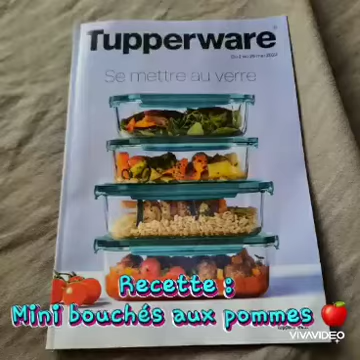 Tupperware
Se mettre au verre
Recette :
Mini bouchés aux pommes
VIVAVIDEO